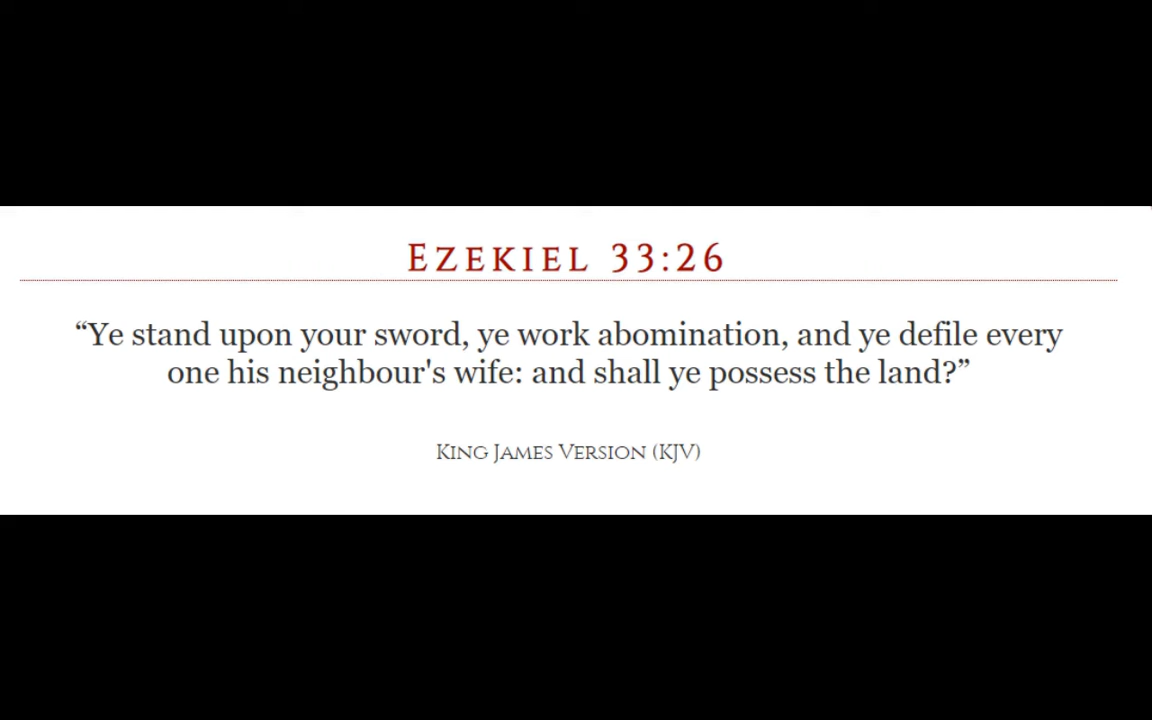 EZEKIEL 33:26
“Ye stand upon your sword, ye work abomination, and ye defile every
one his neighbour's wife: and shall ye possess the land?”
KING JAMES VERSION (KJV)